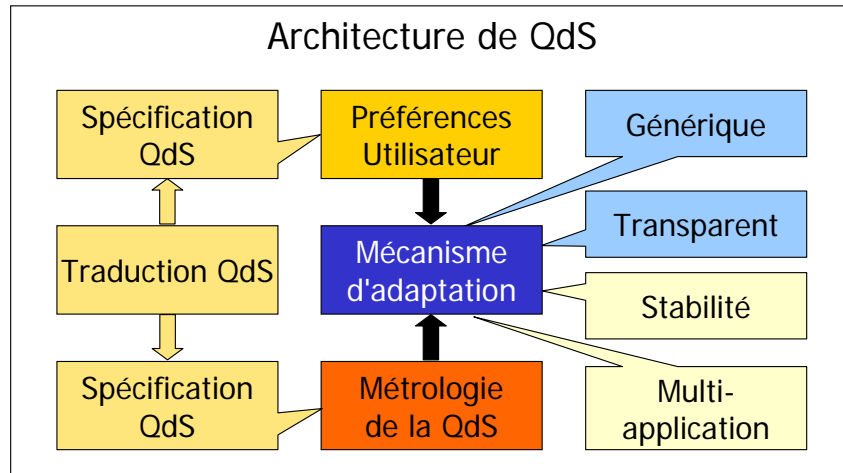 Architecture de QdS
Spécification
QdS
Préférences
Utilisateur
Générique
Traduction QdS
Mécanisme
d'adaptation
Transparent
Stabilité
Spécification
QdS
Métrologie
de la QdS
Multi-
application